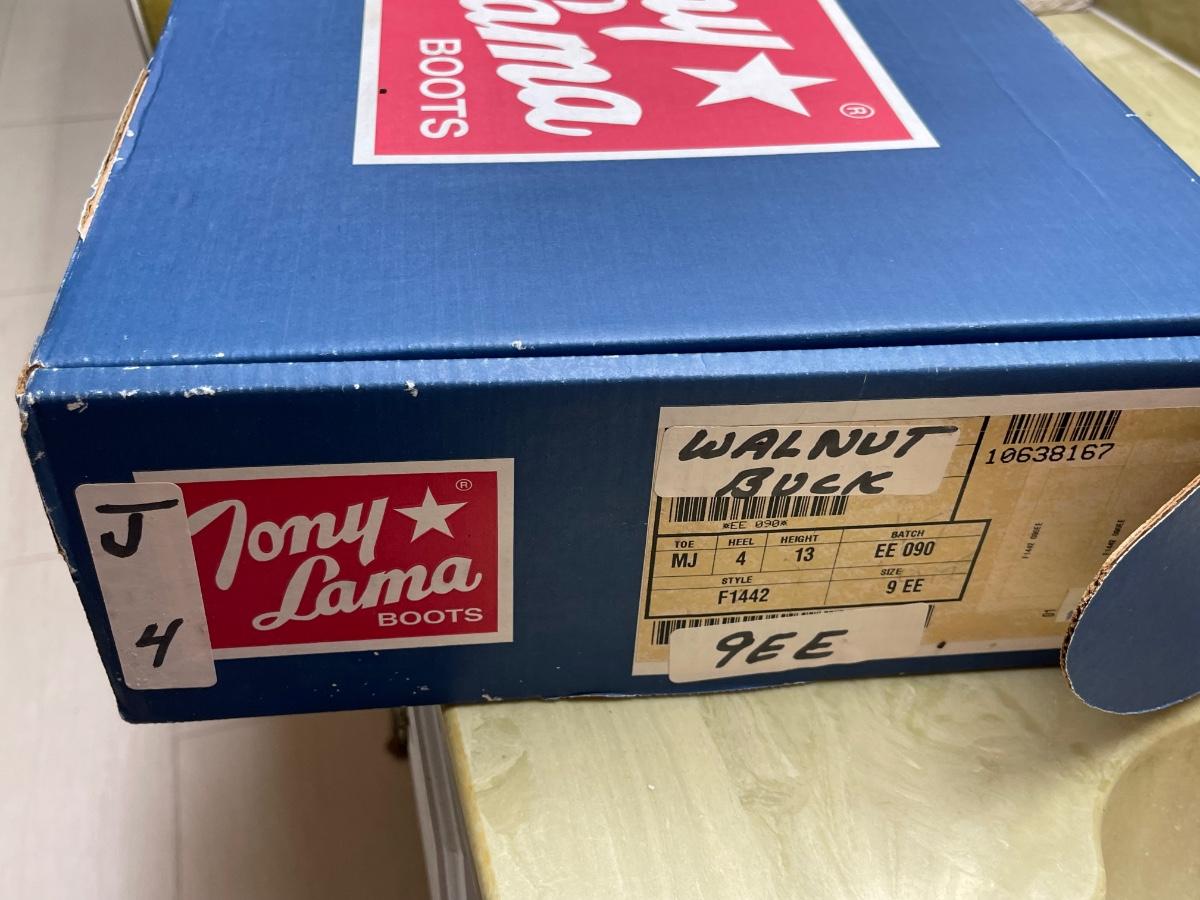 Tony
Lama
BOOTS
®
J
4
Tony
Lama
BOOTS
®
WALNUT
BUCK
*EE 090*
TOE HEEL HEIGHT BATCH
MJ 4 13 EE 090
STYLE SIZE
F1442 9 EE
9EE
10638167